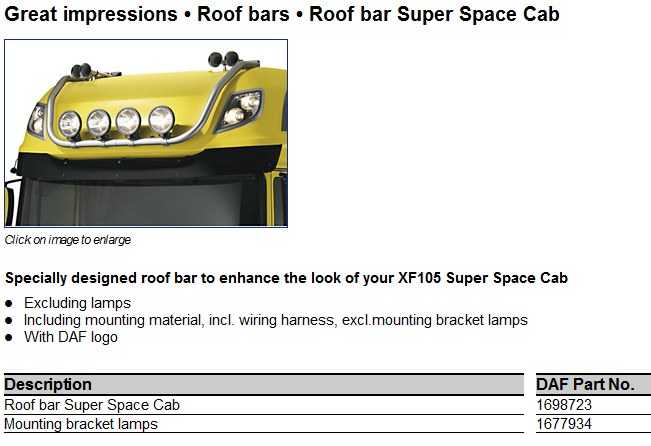 Great impressions • Roof bars • Roof bar Super Space Cab
Click on image to enlarge
Specially designed roof bar to enhance the look of your XF105 Super Space Cab
• Excluding lamps
• Including mounting material, incl. wiring harness, excl.mounting bracket lamps
• With DAF logo
Description DAF Part No.
Roof bar Super Space Cab 1698723
Mounting bracket lamps 1677934